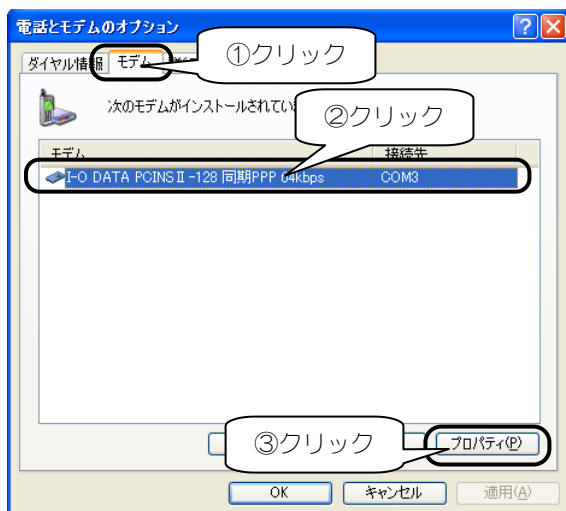 電話とモデムのオプション
①クリック
ダイヤル情報 モデム
次のモデムがインストールされてい
②クリック
モデム 接続先
I-O DATA PCINSⅡ-128 同期PPP 64kbps COM3
③クリック
プロパティ(P)
OK キャンセル 適用(A)